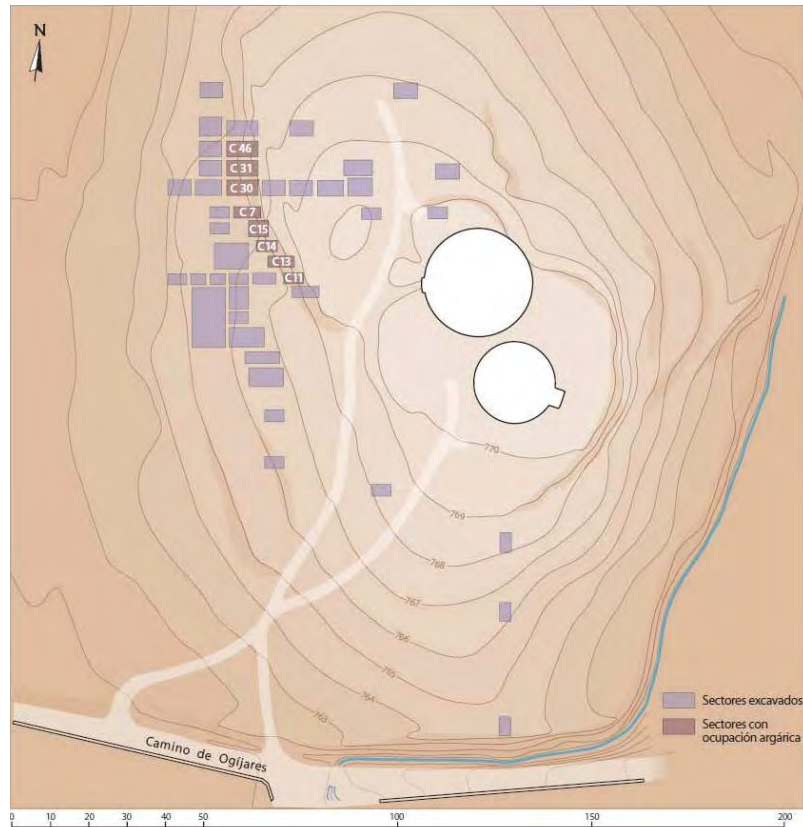 N
C 46
C 31
C 30
C 7
C15
C14
C13
C11
770
769
768
767
766
765
764
763
Sectores excavados
Sectores con
ocupación argárica
Camino de Ogíjares
0 10 20 30 40 50 100 150 200